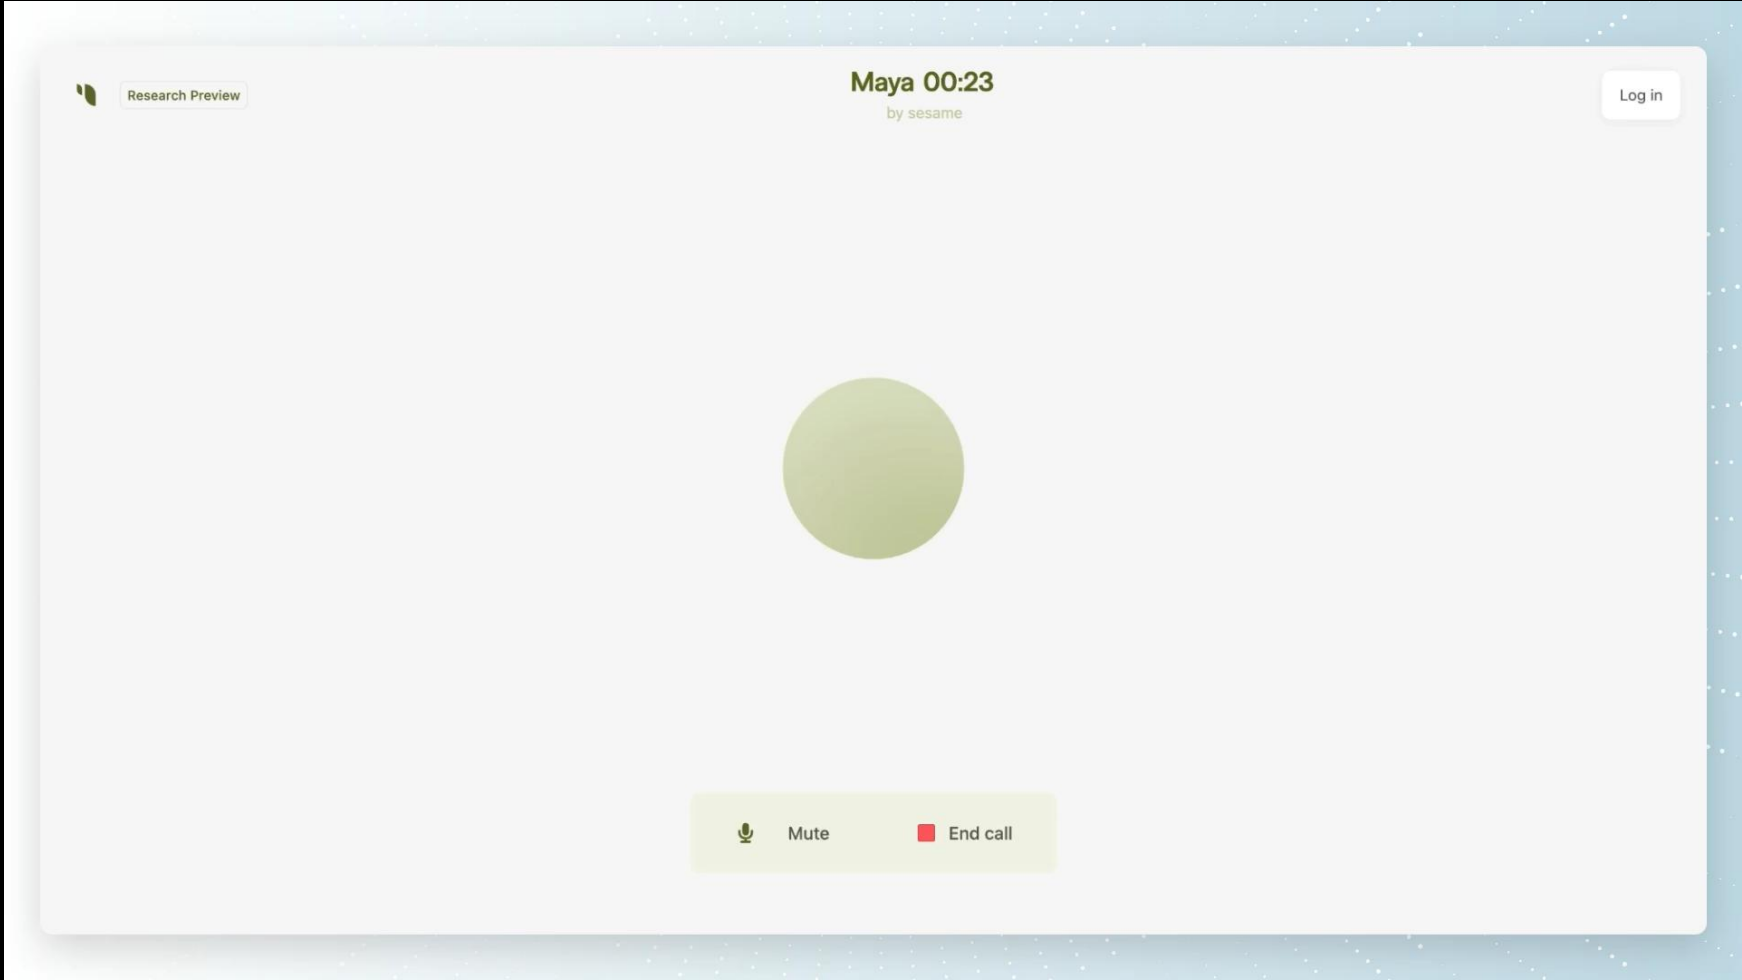 Research Preview
Maya 00:23
by sesame
Log in
Mute
End call